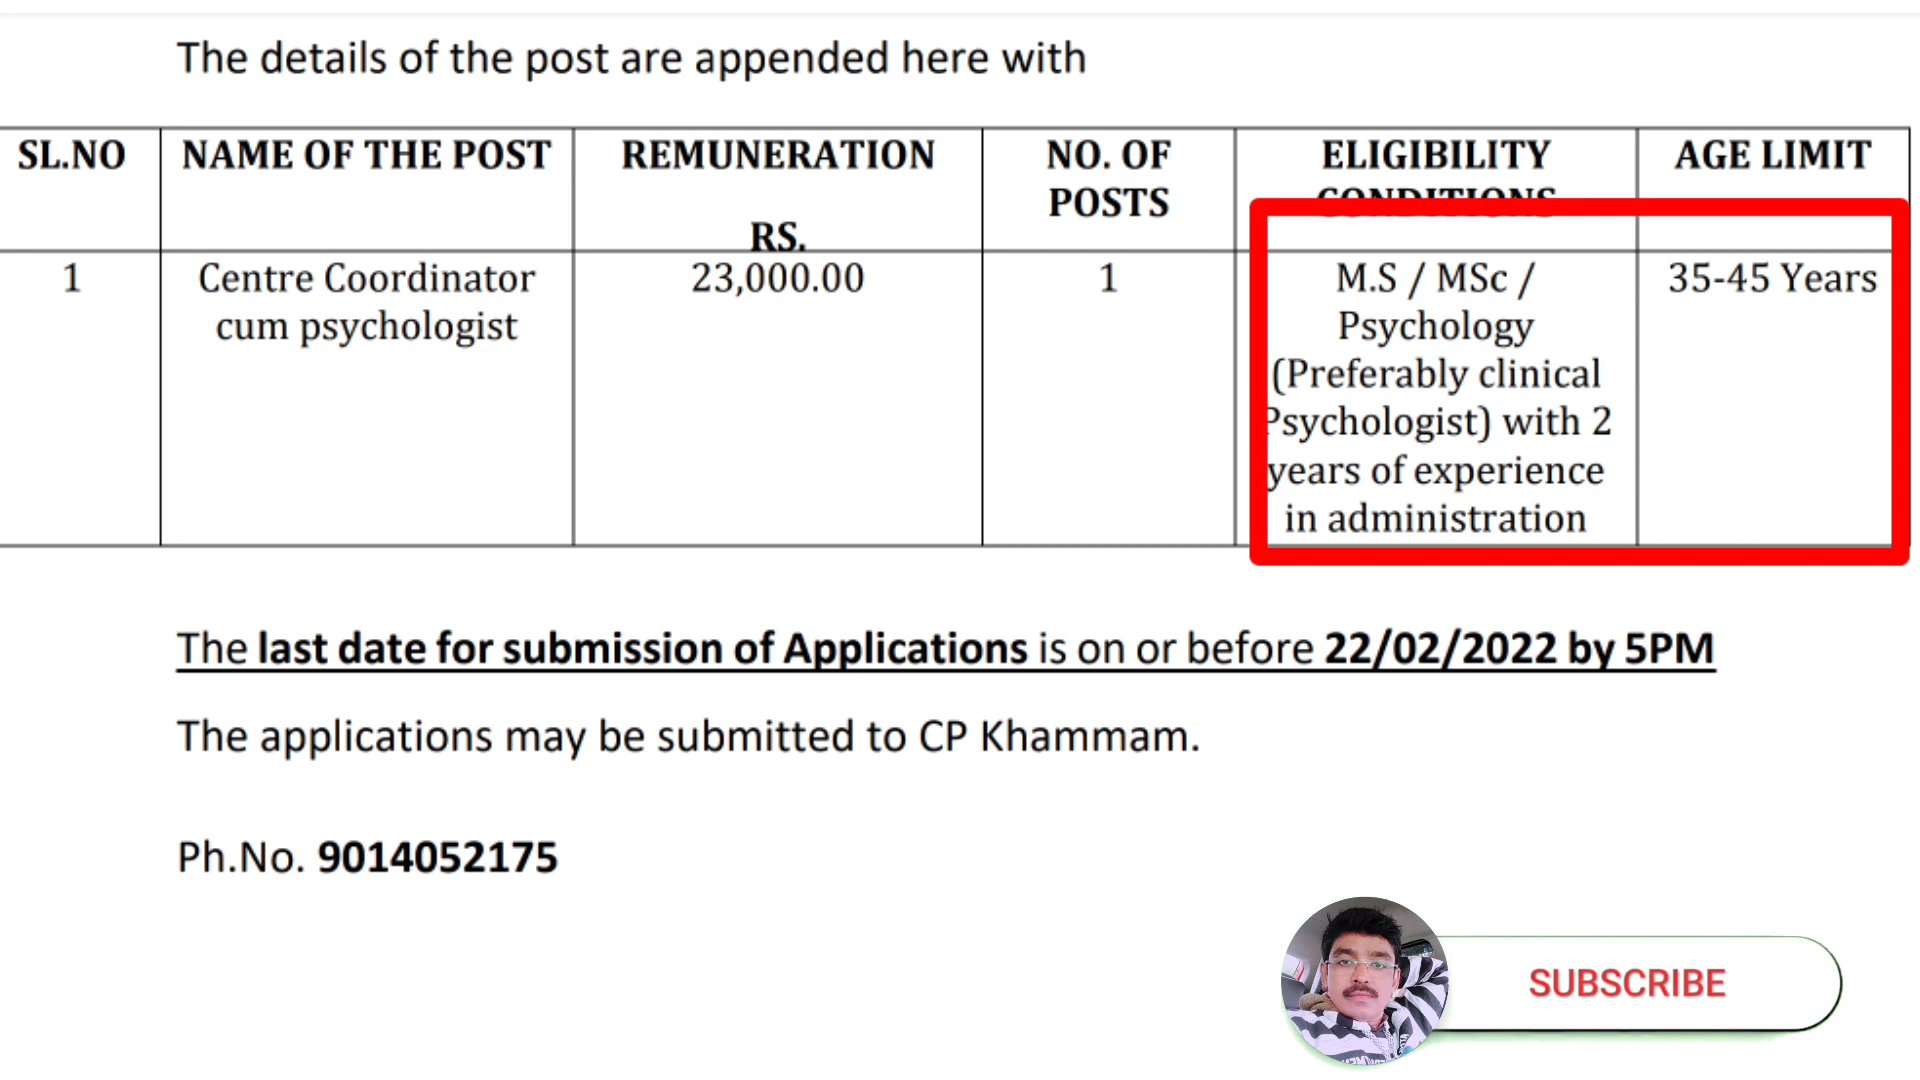 The details of the post are appended here with
SL.NO
NAME OF THE POST
REMUNERATION
RS.
NO. OF
POSTS
ELIGIBILITY
CONDITIONS
AGE LIMIT
1
Centre Coordinator
cum psychologist
23,000.00
1
M.S / MSc /
Psychology
(Preferably clinical
Psychologist) with 2
years of experience
in administration
35-45 Years
The last date for submission of Applications is on or before 22/02/2022 by 5PM
The applications may be submitted to CP Khammam.
Ph.No. 9014052175
SUBSCRIBE